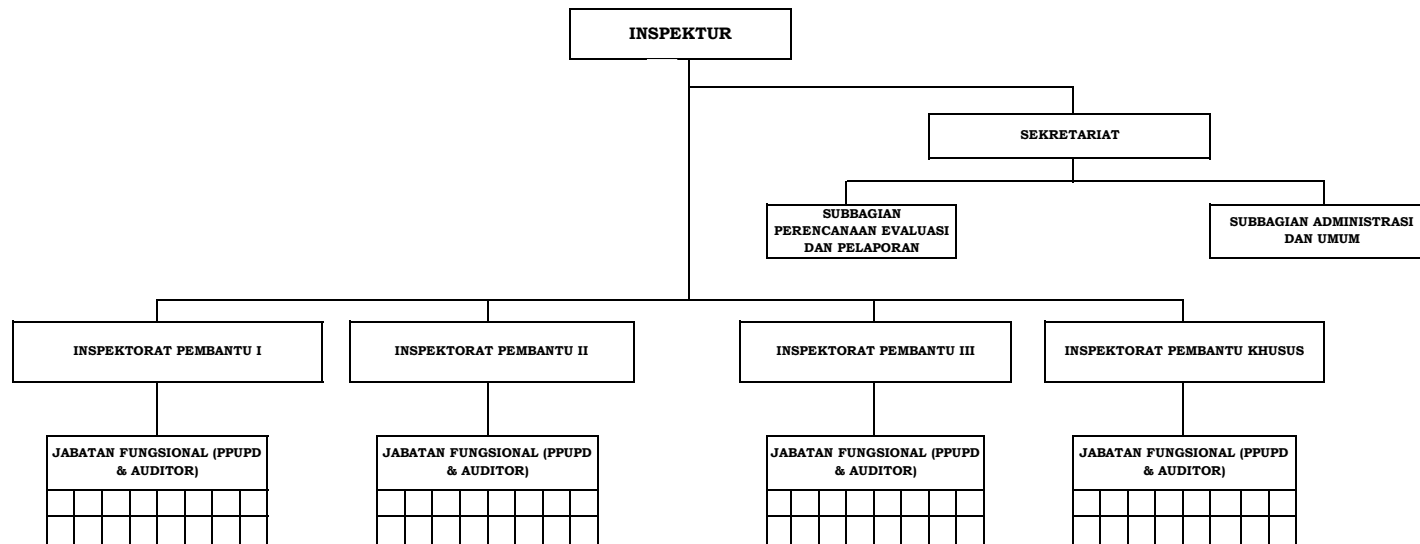 INSPEKTUR
SEKRETARIAT
SUBBAGIAN
PERENCANAAN EVALUASI
DAN PELAPORAN
SUBBAGIAN ADMINISTRASI
DAN UMUM
INSPEKTORAT PEMBANTU I
INSPEKTORAT PEMBANTU II
INSPEKTORAT PEMBANTU III
INSPEKTORAT PEMBANTU KHUSUS
JABATAN FUNGSIONAL (PPUPD
& AUDITOR)
JABATAN FUNGSIONAL (PPUPD
& AUDITOR)
JABATAN FUNGSIONAL (PPUPD
& AUDITOR)
JABATAN FUNGSIONAL (PPUPD
& AUDITOR)